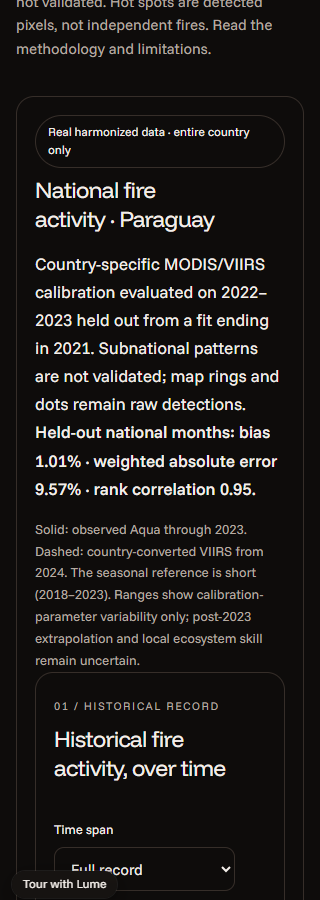 not validated. Hot spots are detected
pixels, not independent fires. Read the
methodology and limitations.
Real harmonized data · entire country
only
National fire
activity · Paraguay
Country-specific MODIS/VIIRS
calibration evaluated on 2022–
2023 held out from a fit ending
in 2021. Subnational patterns
are not validated; map rings and
dots remain raw detections.
Held-out national months: bias
1.01% · weighted absolute error
9.57% · rank correlation 0.95.
Solid: observed Aqua through 2023.
Dashed: country-converted VIIRS from
2024. The seasonal reference is short
(2018–2023). Ranges show calibration-
parameter variability only; post-2023
extrapolation and local ecosystem skill
remain uncertain.
01 / HISTORICAL RECORD
Historical fire
activity, over time
Time span
Full record
Tour with Lume